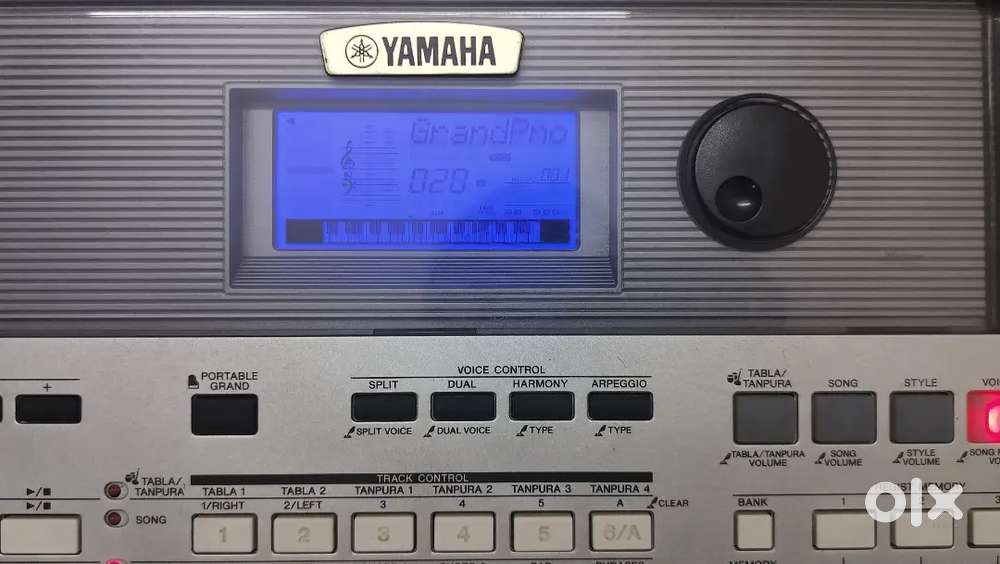 YAMAHA
GrandPno
020
001
+
PORTABLE
GRAND
VOICE CONTROL
SPLIT
DUAL
HARMONY
ARPEGGIO
SPLIT VOICE
DUAL VOICE
TYPE
TYPE
TABLA/
TANPURA
SONG
STYLE
TABLA/TANPURA
VOLUME
SONG
VOLUME
STYLE
VOLUME
TRACK CONTROL
TABLA/
TANPURA
TABLA 1
TABLA 2
TANPURA 1
TANPURA 2
TANPURA 3
TANPURA 4
1/RIGHT
2/LEFT
3
4
5
A
CLEAR
SONG
1
2
3
4
5
6/A
MEMORY
BANK
1
3
OLX